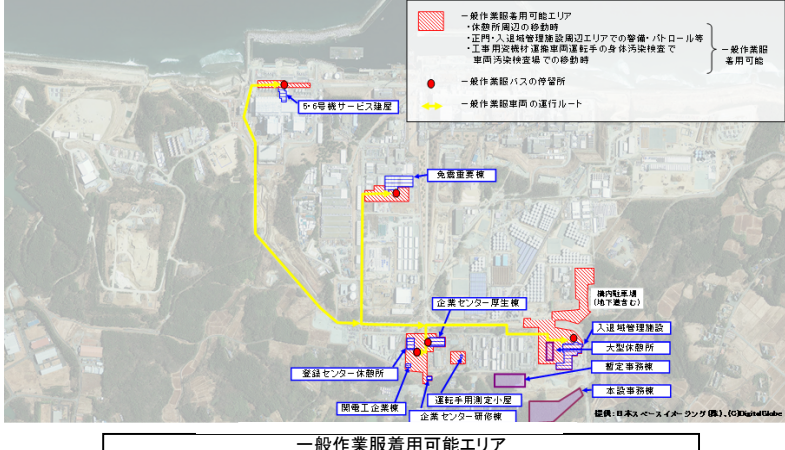 一般作業服着用可能エリア
・休憩所周辺の移動時
・正門・入退域管理施設周辺エリアでの警備・パトロール等
・工事用資機材運搬車両運転手の身体汚染検査で
車両汚染検査場での移動時
一般作業服
着用可能
一般作業服バスの停留所
一般作業服車両の運行ルート
5・6号機サービス建屋
免震重要棟
構内駐車場
(地下道含む)
企業センター厚生棟
入退域管理施設
大型休憩所
登録センター休憩所
暫定事務棟
運転手用測定小屋
本設事務棟
関電工企業棟
企業センター研修棟
提供:日本スペースイメージング(株)、(C)DigitalGlobe
一般作業服着用可能エリア